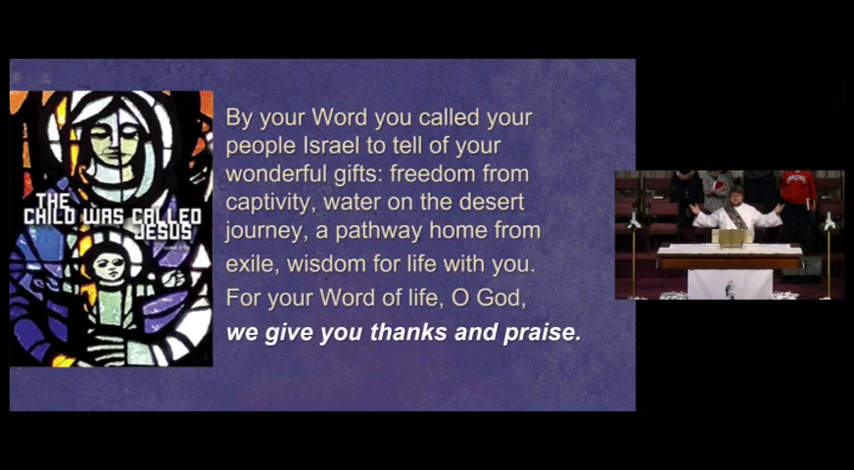 THE
CHILD WAS CALLED
JESUS
By your Word you called your
people Israel to tell of your
wonderful gifts: freedom from
captivity, water on the desert
journey, a pathway home from
exile, wisdom for life with you.
For your Word of life, O God,
we give you thanks and praise.